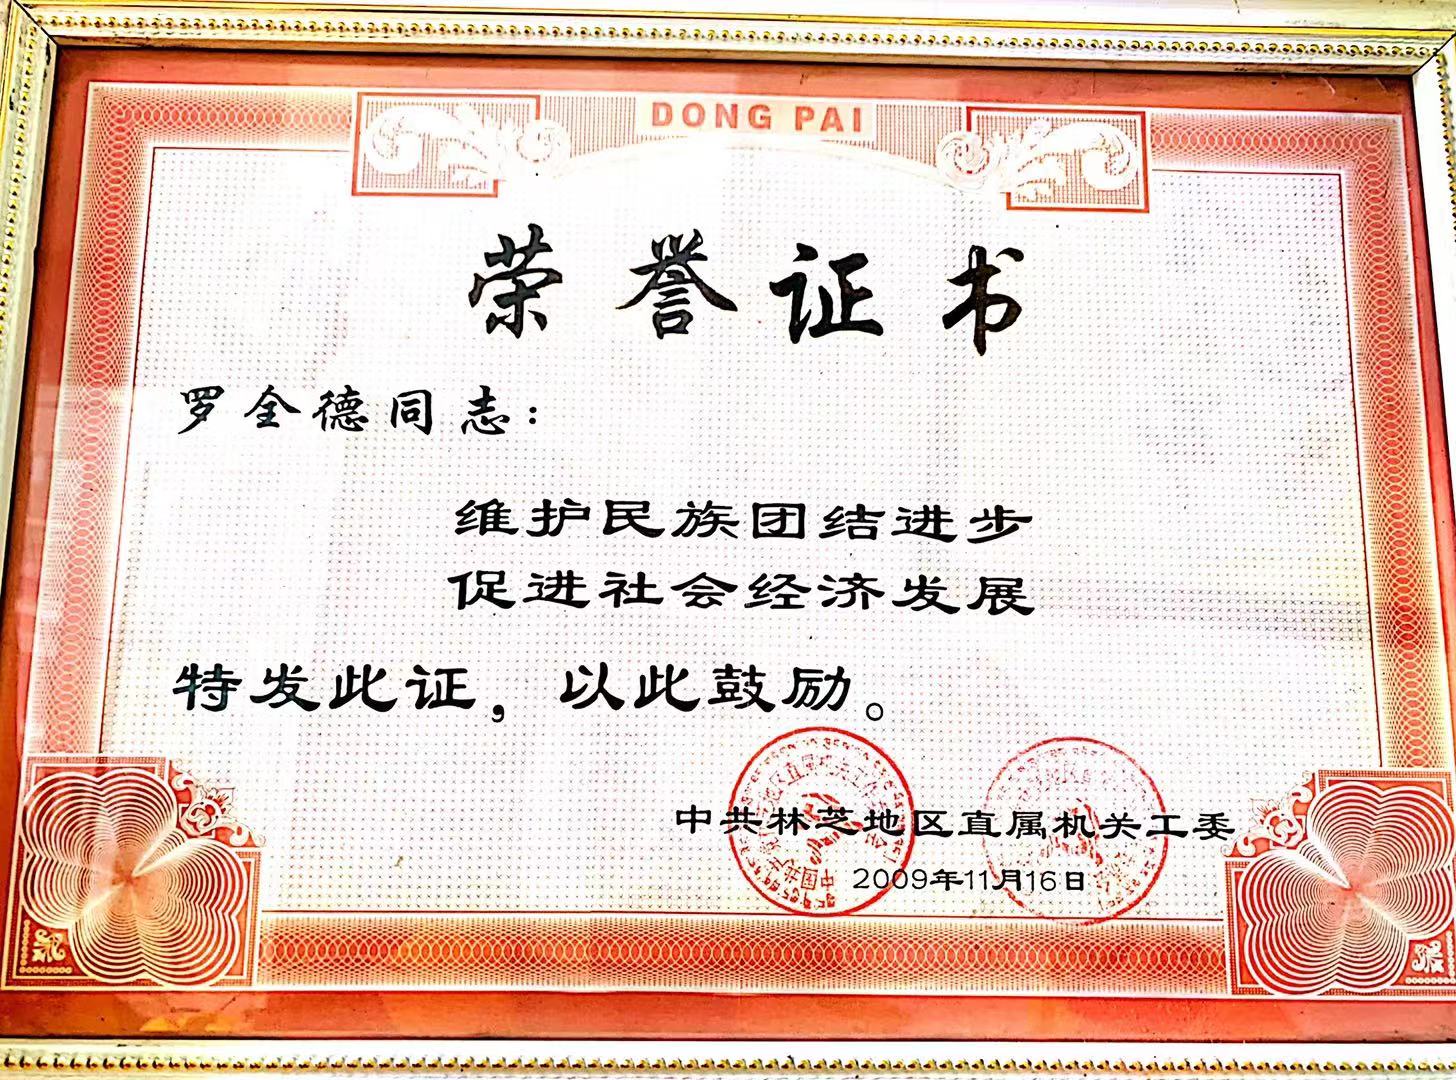 DONG PAI
荣誉证书
罗全德同志：
维护民族团结进步
促进社会经济发展
特发此证，以此鼓励。
中共林芝地区直属机关工委
2009年11月16日